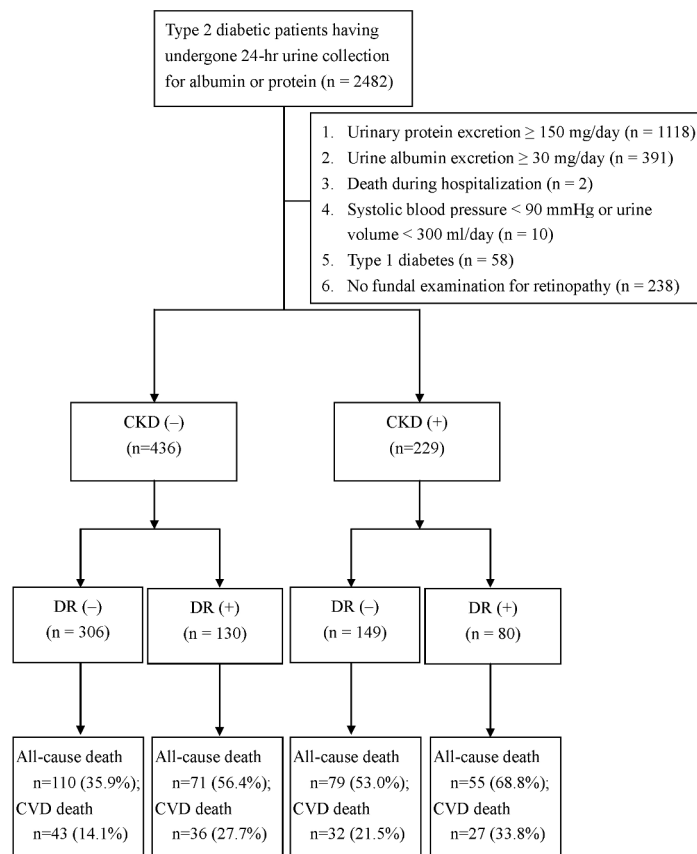 Type 2 diabetic patients having
undergone 24-hr urine collection
for albumin or protein (n = 2482)
1. Urinary protein excretion ≥ 150 mg/day (n = 1118)
2. Urine albumin excretion ≥ 30 mg/day (n = 391)
3. Death during hospitalization (n = 2)
4. Systolic blood pressure < 90 mmHg or urine
volume < 300 ml/day (n = 10)
5. Type 1 diabetes (n = 58)
6. No fundal examination for retinopathy (n = 238)
CKD (–)
(n=436)
CKD (+)
(n=229)
DR (–)
(n = 306)
DR (+)
(n = 130)
DR (–)
(n = 149)
DR (+)
(n = 80)
All-cause death
n=110 (35.9%);
CVD death
n=43 (14.1%)
All-cause death
n=71 (56.4%);
CVD death
n=36 (27.7%)
All-cause death
n=79 (53.0%);
CVD death
n=32 (21.5%)
All-cause death
n=55 (68.8%);
CVD death
n=27 (33.8%)